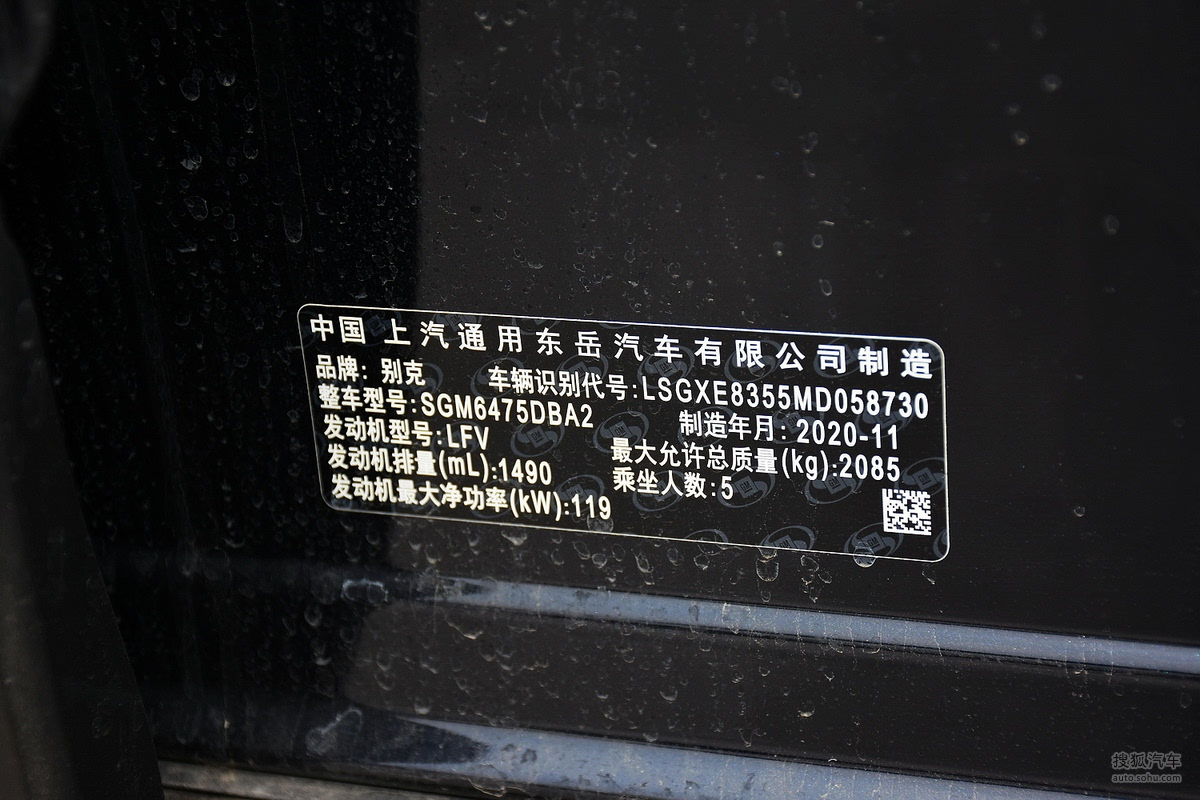 中国 上汽通用东岳汽车有限公司制造
品牌: 别克 车辆识别代号:LSGXE8355MD058730
整车型号:SGM6475DBA2 制造年月: 2020-11
发动机型号:LFV 最大允许总质量(kg):2085
发动机排量(mL):1490 乘坐人数:5
发动机最大净功率(kW):119
搜狐汽车
auto.sohu.com